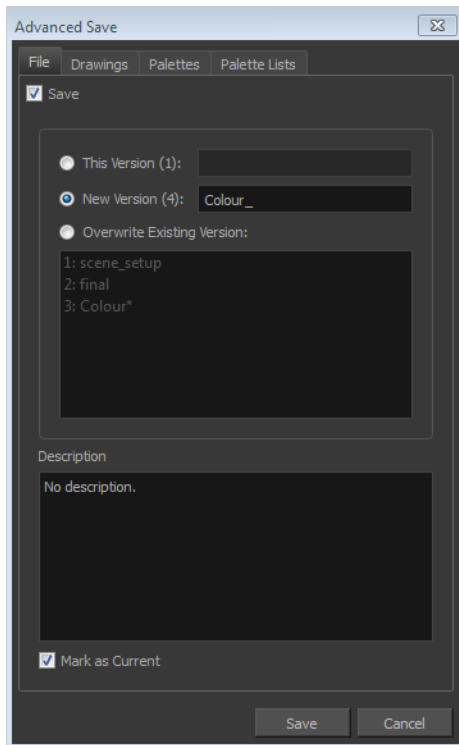 Advanced Save
File Drawings Palettes Palette Lists
Save
This Version (1):
New Version (4): Colour_
Overwrite Existing Version:
1: scene_setup
2: final
3: Colour*
Description
No description.
Mark as Current
Save Cancel